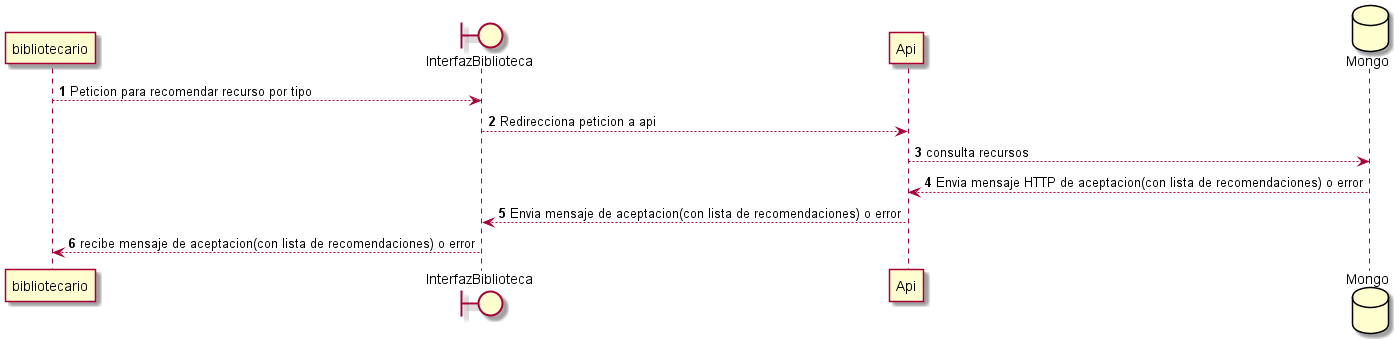 bibliotecario
InterfazBiblioteca
Api
Mongo
1 Peticion para recomendar recurso por tipo
2 Redirecciona peticion a api
3 consulta recursos
4 Envia mensaje HTTP de aceptacion(con lista de recomendaciones) o error
5 Envia mensaje de aceptacion(con lista de recomendaciones) o error
6 recibe mensaje de aceptacion(con lista de recomendaciones) o error
bibliotecario
InterfazBiblioteca
Api
Mongo